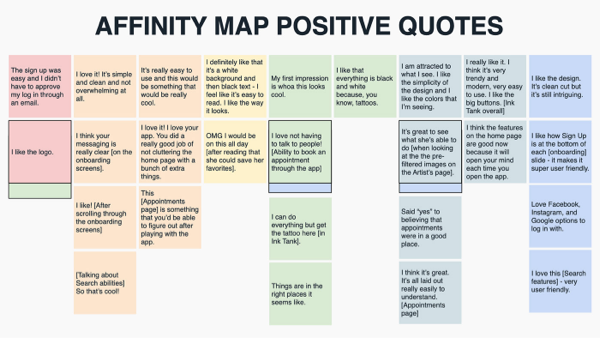 AFFINITY MAP POSITIVE QUOTES
The sign up was
easy and I didn't
have to approve
my log in through
an email.
I love it! It's simple
and clean and not
overwhelming at
all.
It's really easy to
use and this would
be something that
would be really
cool.
I definitely like that
it's a white
background and
then black text - I
feel like it's easy to
read. I like the way
it looks.
My first impression
is whoa this looks
cool.
I like that
everything is black
and white
because, you
know, tattoos.
I am attracted to
what I see. I like
the simplicity of
the design and I
like the colors that
I'm seeing.
I really like it. I
think it's very
trendy and
modern, very easy
to use. I like the
big buttons. [Ink
Tank overall]
I like the design.
It's clean cut but
it's still intriguing.
I like the logo.
I think your
messaging is
really clear [on the
onboarding
screens].
I love it! I love your
app. You did a
really good job of
not cluttering the
home page with a
bunch of extra
things.
OMG I would be
on this all day
[after reading that
she could save her
favorites].
I love not having
to talk to people!
[Ability to book an
appointment
through the app]
It's great to see
what she's able to
do [when looking
at the the pre-
filtered images on
the Artist's page].
I think the features
on the home page
are good now
because it will
open your mind
each time you
open the app.
I like how Sign Up
is at the bottom of
each [onboarding]
slide - it makes it
super user friendly.
I like! [After
scrolling through
the onboarding
screens]
This
[Appointments
page] is something
that you'd be able
to figure out after
playing with the
app.
I can do
everything but get
the tattoo here [in
Ink Tank].
Said "yes" to
believing that
appointments
were in a good
place.
Love Facebook,
Instagram, and
Google options to
log in with.
[Talking about
Search abilities]
So that's cool!
Things are in the
right places it
seems like.
I think it's great.
It's all laid out
really easily to
understand.
[Appointments
page]
I love this [Search
features] - very
user friendly.